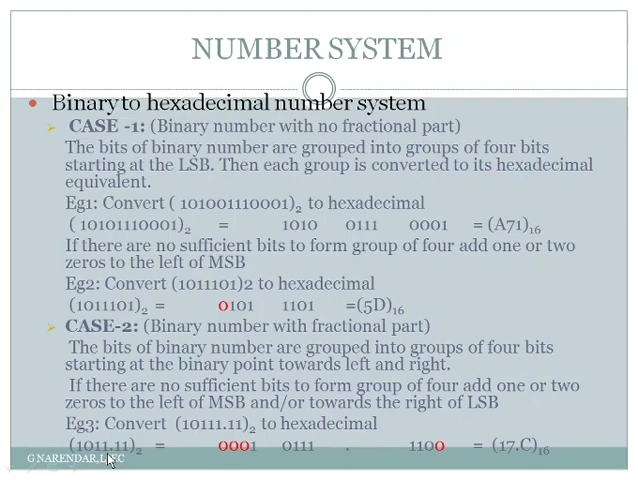 NUMBER SYSTEM
Binary to hexadecimal number system
CASE -1: (Binary number with no fractional part)
The bits of binary number are grouped into groups of four bits
starting at the LSB. Then each group is converted to its hexadecimal
equivalent.
Eg1: Convert ( 101001110001)2 to hexadecimal
( 10101110001)2 = 1010 0111 0001 = (A71)16
If there are no sufficient bits to form group of four add one or two
zeros to the left of MSB
Eg2: Convert (1011101)2 to hexadecimal
(1011101)2 = 0101 1101 =(5D)16
CASE-2: (Binary number with fractional part)
The bits of binary number are grouped into groups of four bits
starting at the binary point towards left and right.
If there are no sufficient bits to form group of four add one or two
zeros to the left of MSB and/or towards the right of LSB
Eg3: Convert (10111.11)2 to hexadecimal
(1011.11)2 = 0001 0111 . 1100 = (17.C)16
G NARENDAR,